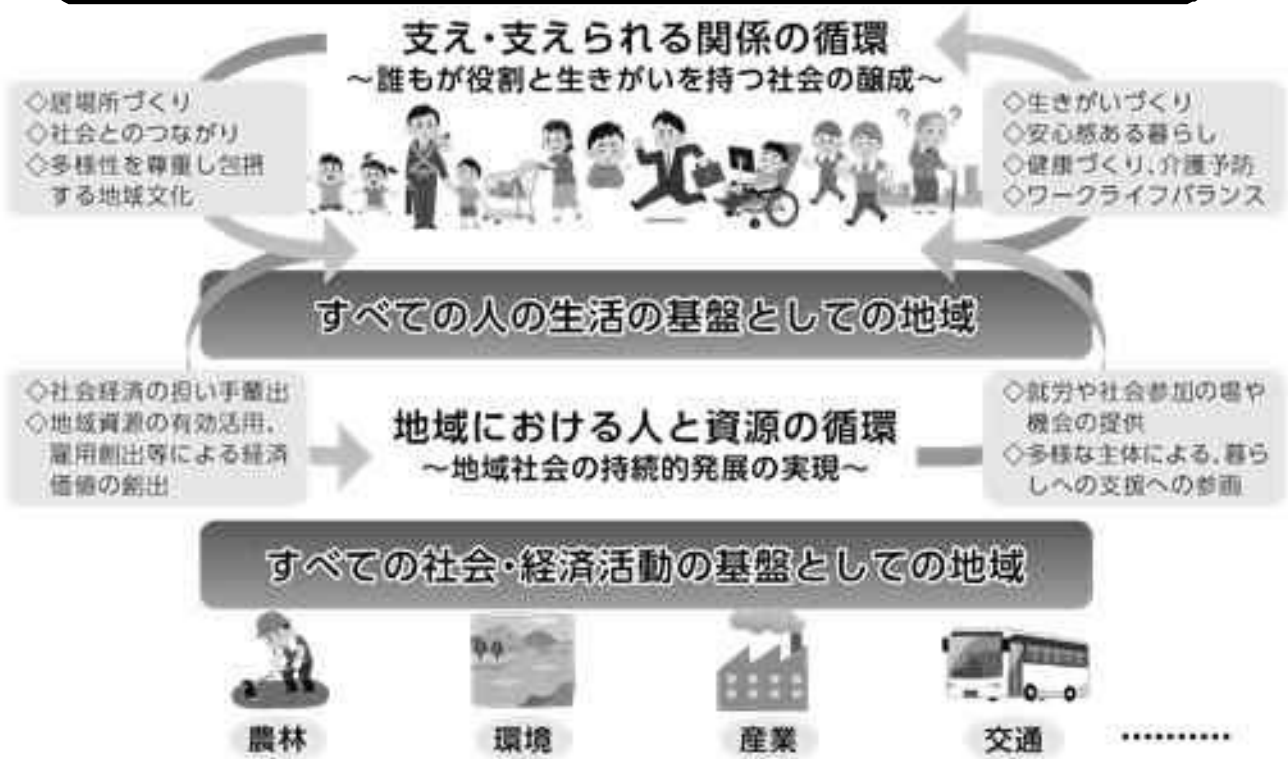 支え・支えられる関係の循環
～誰もが役割と生きがいを持つ社会の醸成～
◇居場所づくり
◇社会とのつながり
◇多様性を尊重し包摂
する地域文化
◇生きがいづくり
◇安心感ある暮らし
◇健康づくり、介護予防
◇ワークライフバランス
? ?
すべての人の生活の基盤としての地域
◇社会経済の担い手輩出
◇地域資源の有効活用、
雇用創出等による経済
価値の創出
地域における人と資源の循環
～地域社会の持続的発展の実現～
◇就労や社会参加の場や
機会の提供
◇多様な主体による、暮ら
しへの支援への参画
すべての社会・経済活動の基盤としての地域
農林
環境
産業
交通
･･････････